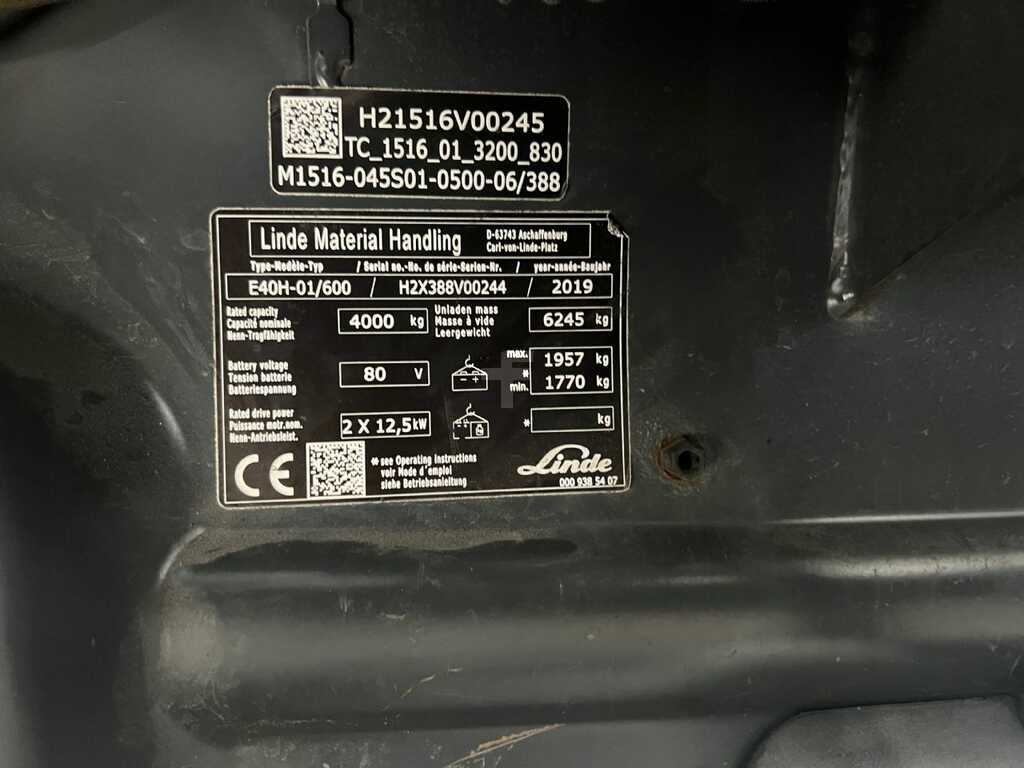 H21516V00245
TC_1516_01_3200_830
M1516-045S01-0500-06/388
Linde Material Handling
D-63743 Aschaffenburg
Carl-von-Linde-Platz
Type-Modèle-Typ / Serial no.-No. de série-Serien-Nr. / year-année-Baujahr
E40H-01/600 / H2X388V00244 / 2019
Rated capacity
Capacité nominale
Nenn-Tragfähigkeit
4000 kg
Unladen mass
Masse à vide
Leergewicht
6245 kg
Battery voltage
Tension batterie
Batteriespannung
80 V
max. 1957 kg
*
min. 1770 kg
Rated drive power
Puissance motr.nom.
Nenn-Antriebsleist.
2 X 12,5 kW
* kg
CE
* see Operating instructions
voir Mode d'emploi
siehe Betriebsanleitung
Linde
000 938 54 07